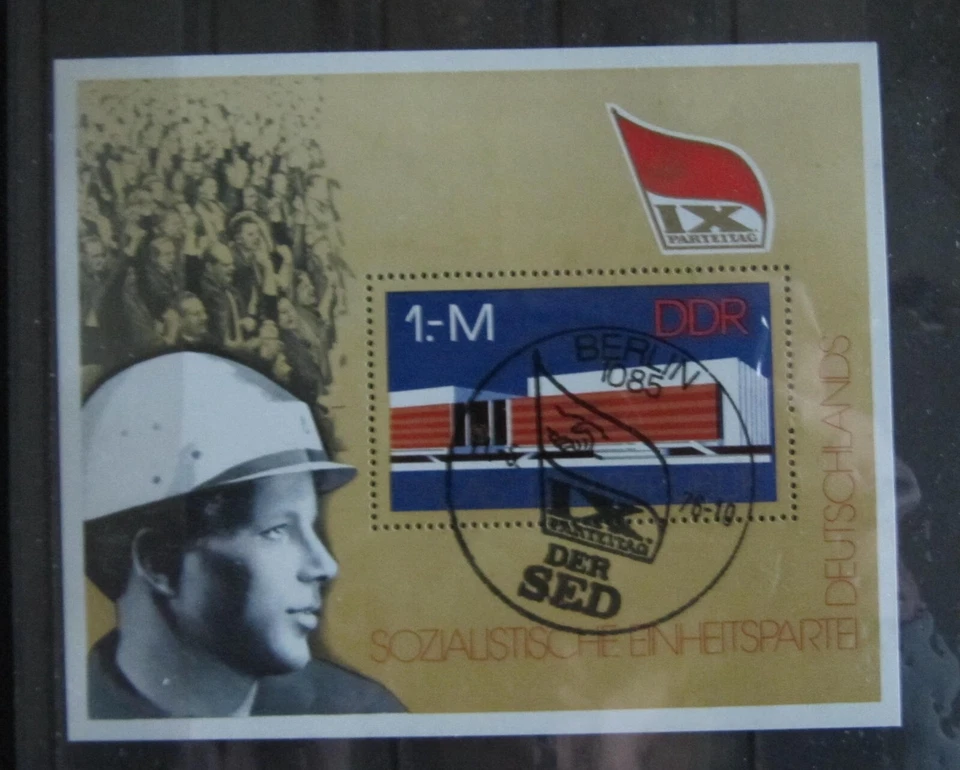 IX
PARTEITAG
1.-M DDR
BERLIN
1085
IX
PARTEITAG
DER
SED
SOZIALISTISCHE EINHEITSPARTEI
DEUTSCHLANDS